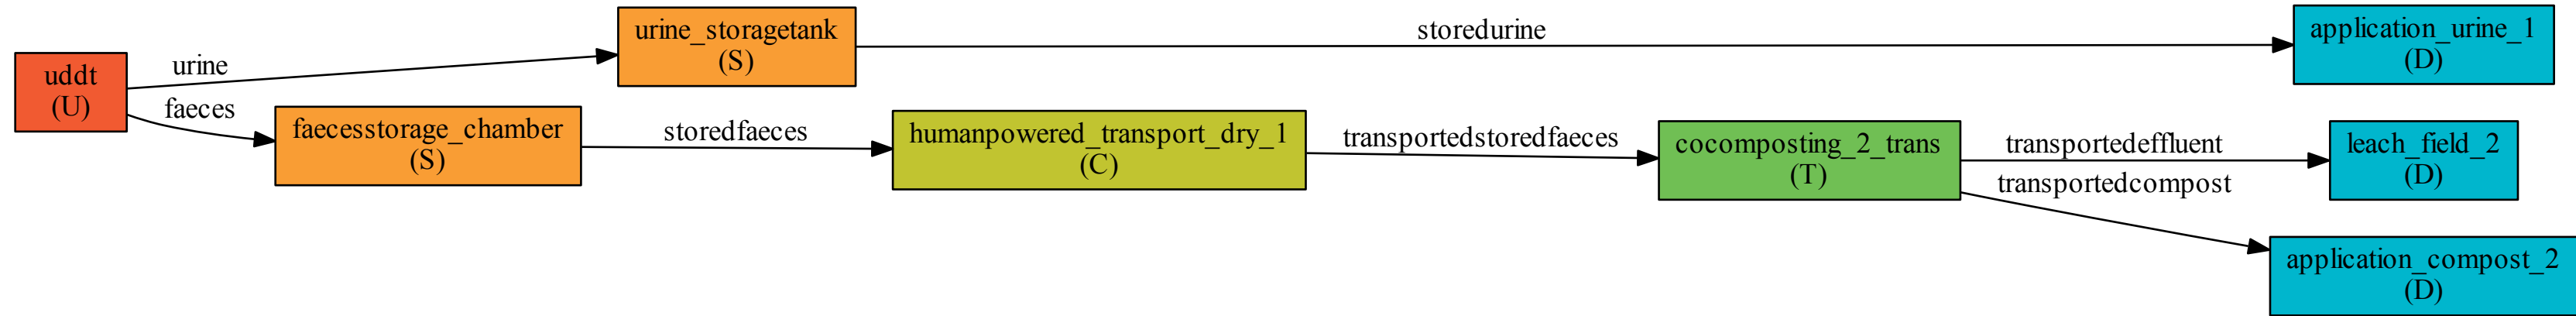 uddt
(U)
urine
faeces
urine_storagetank
(S)
faecesstorage_chamber
(S)
storedurine
storedfaeces
humanpowered_transport_dry_1
(C)
transportedstoredfaeces
cocomposting_2_trans
(T)
transportedeffluent
transportedcompost
application_urine_1
(D)
leach_field_2
(D)
application_compost_2
(D)